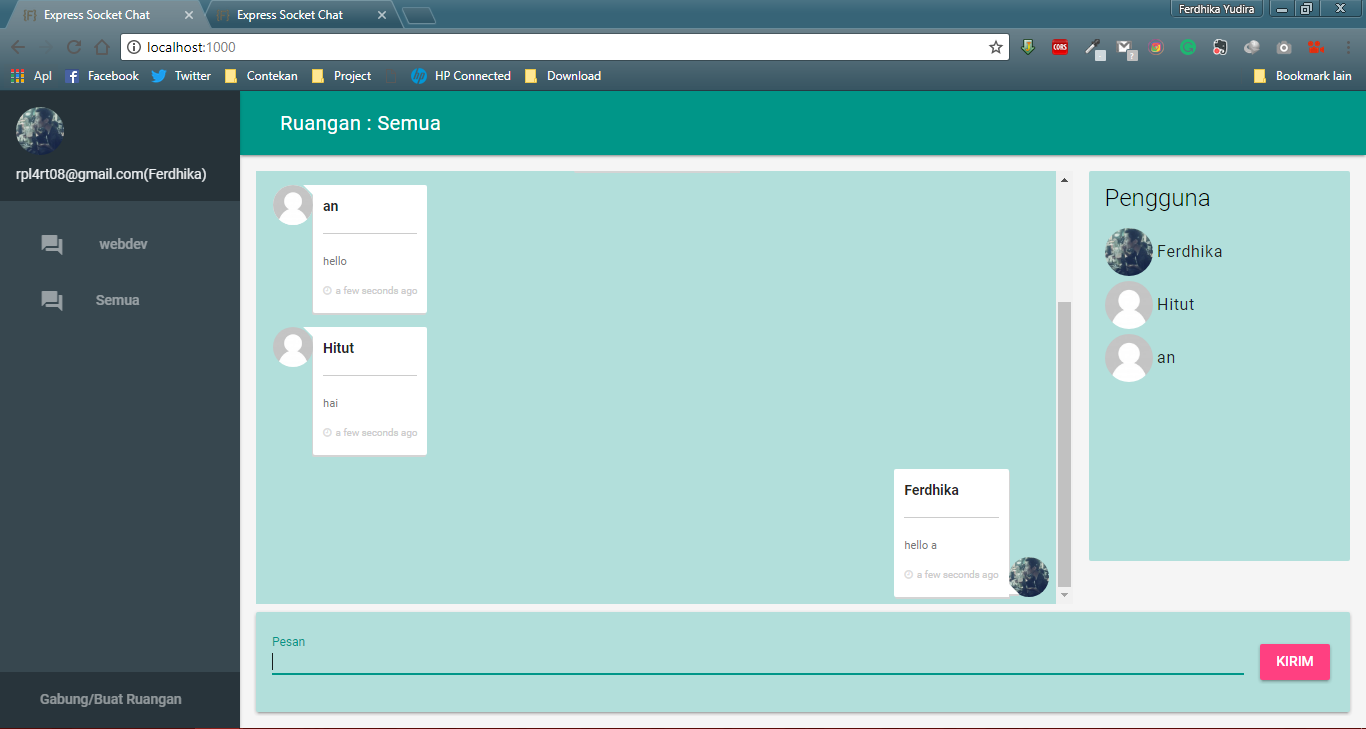 {F} Express Socket Chat
{F} Express Socket Chat
Ferdhika Yudira
localhost:1000
CORS
7
Apl
Facebook
Twitter
Contekan
Project
HP Connected
Download
Bookmark lain
rpl4rt08@gmail.com(Ferdhika)
webdev
Semua
Gabung/Buat Ruangan
Ruangan : Semua
an
hello
a few seconds ago
Hitut
hai
a few seconds ago
Ferdhika
hello a
a few seconds ago
Pengguna
Ferdhika
Hitut
an
Pesan
KIRIM